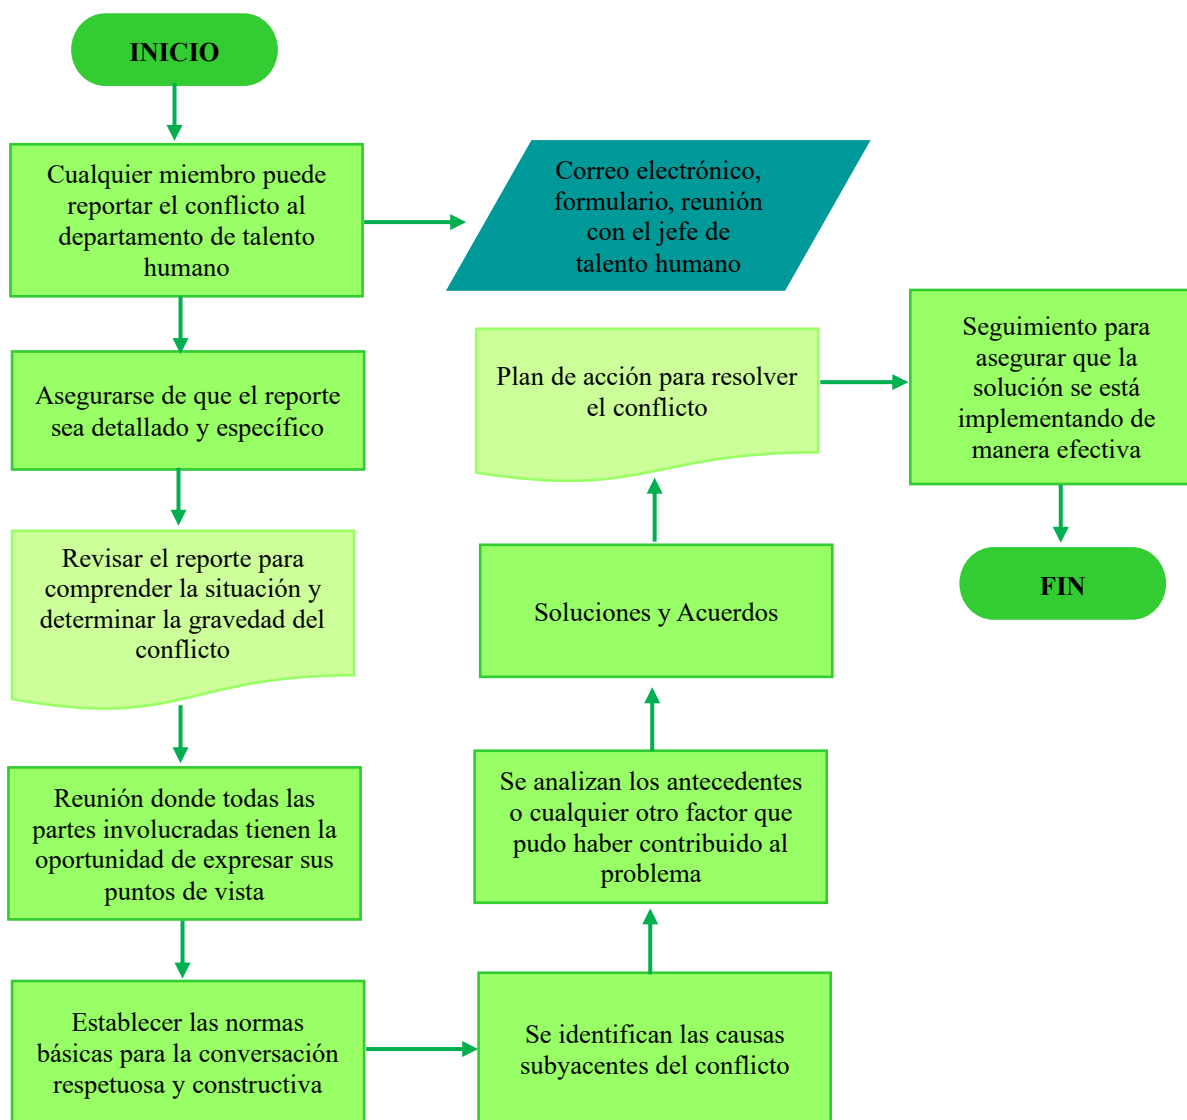 INICIO
Cualquier miembro puede
reportar el conflicto al
departamento de talento
humano
Correo electrónico,
formulario, reunión
con el jefe de
talento humano
Asegurarse de que el reporte
sea detallado y específico
Revisar el reporte para
comprender la situación y
determinar la gravedad del
conflicto
Reunión donde todas las
partes involucradas tienen la
oportunidad de expresar sus
puntos de vista
Establecer las normas
básicas para la conversación
respetuosa y constructiva
Se identifican las causas
subyacentes del conflicto
Se analizan los antecedentes
o cualquier otro factor que
pudo haber contribuido al
problema
Soluciones y Acuerdos
Plan de acción para resolver
el conflicto
Seguimiento para
asegurar que la
solución se está
implementando de
manera efectiva
FIN